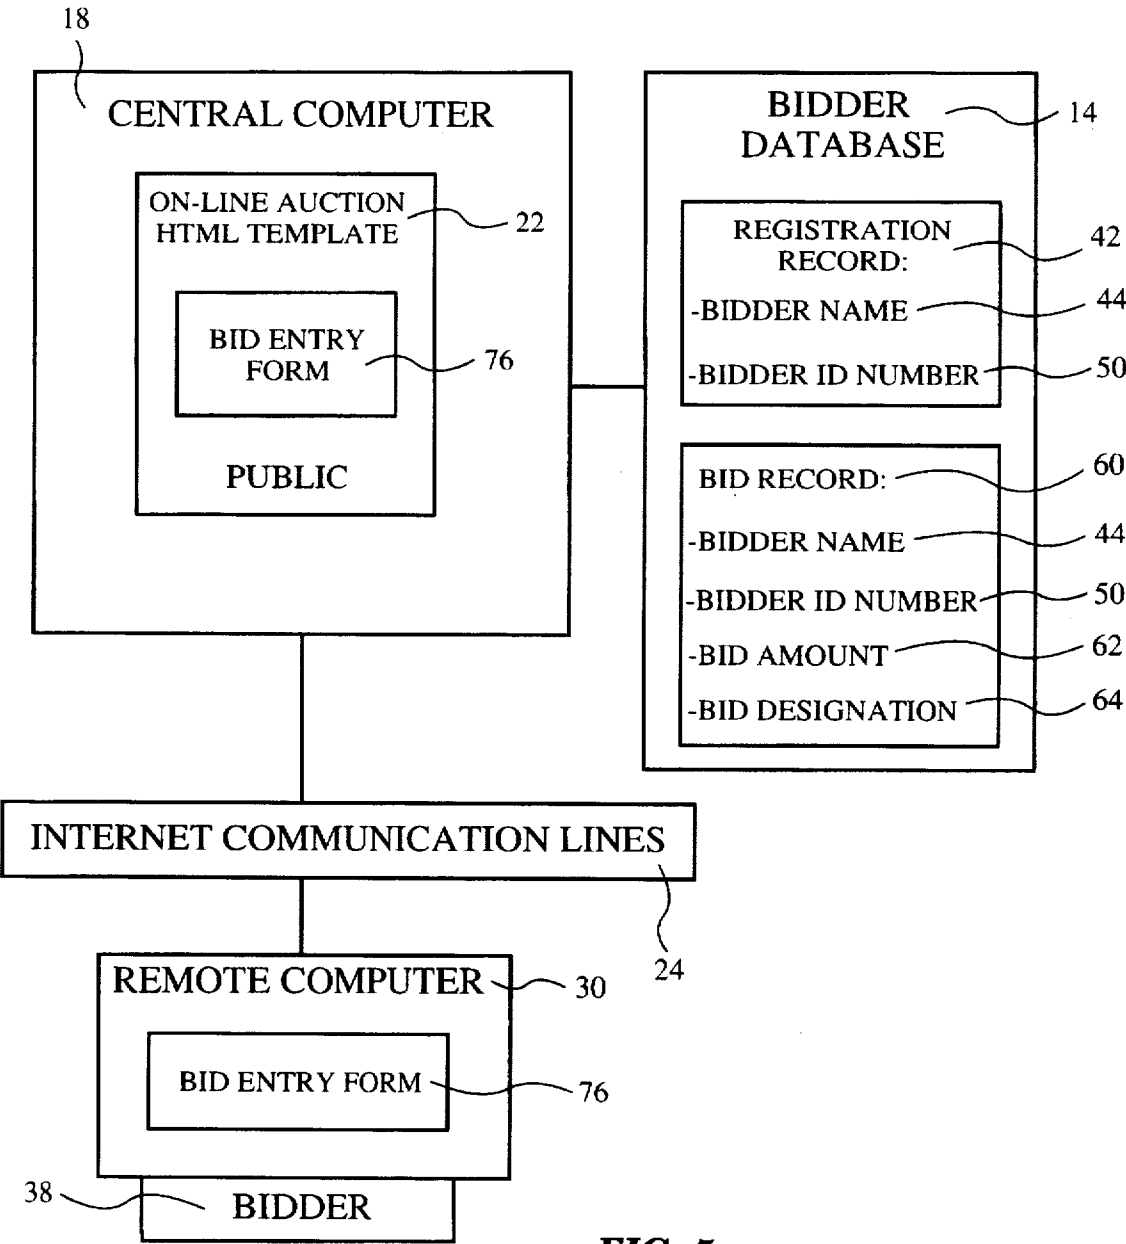 18
CENTRAL COMPUTER
ON-LINE AUCTION
HTML TEMPLATE
22
BID ENTRY
FORM
76
PUBLIC
BIDDER
DATABASE
14
REGISTRATION
RECORD:
42
-BIDDER NAME
44
-BIDDER ID NUMBER
50
BID RECORD:
60
-BIDDER NAME
44
-BIDDER ID NUMBER
50
-BID AMOUNT
62
-BID DESIGNATION
64
INTERNET COMMUNICATION LINES
24
REMOTE COMPUTER
30
BID ENTRY FORM
76
38
BIDDER
FIG. 5